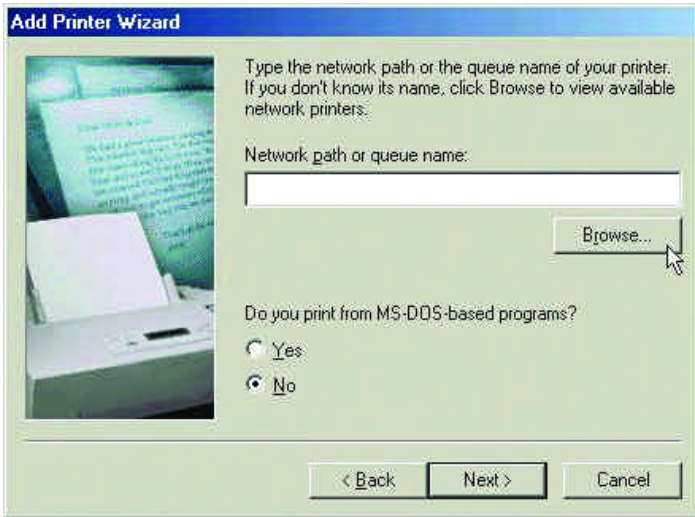 Add Printer Wizard
Type the network path or the queue name of your printer.
If you don't know its name, click Browse to view available
network printers.
Network path or queue name:
Browse...
Do you print from MS-DOS-based programs?
Yes
No
< Back
Next >
Cancel